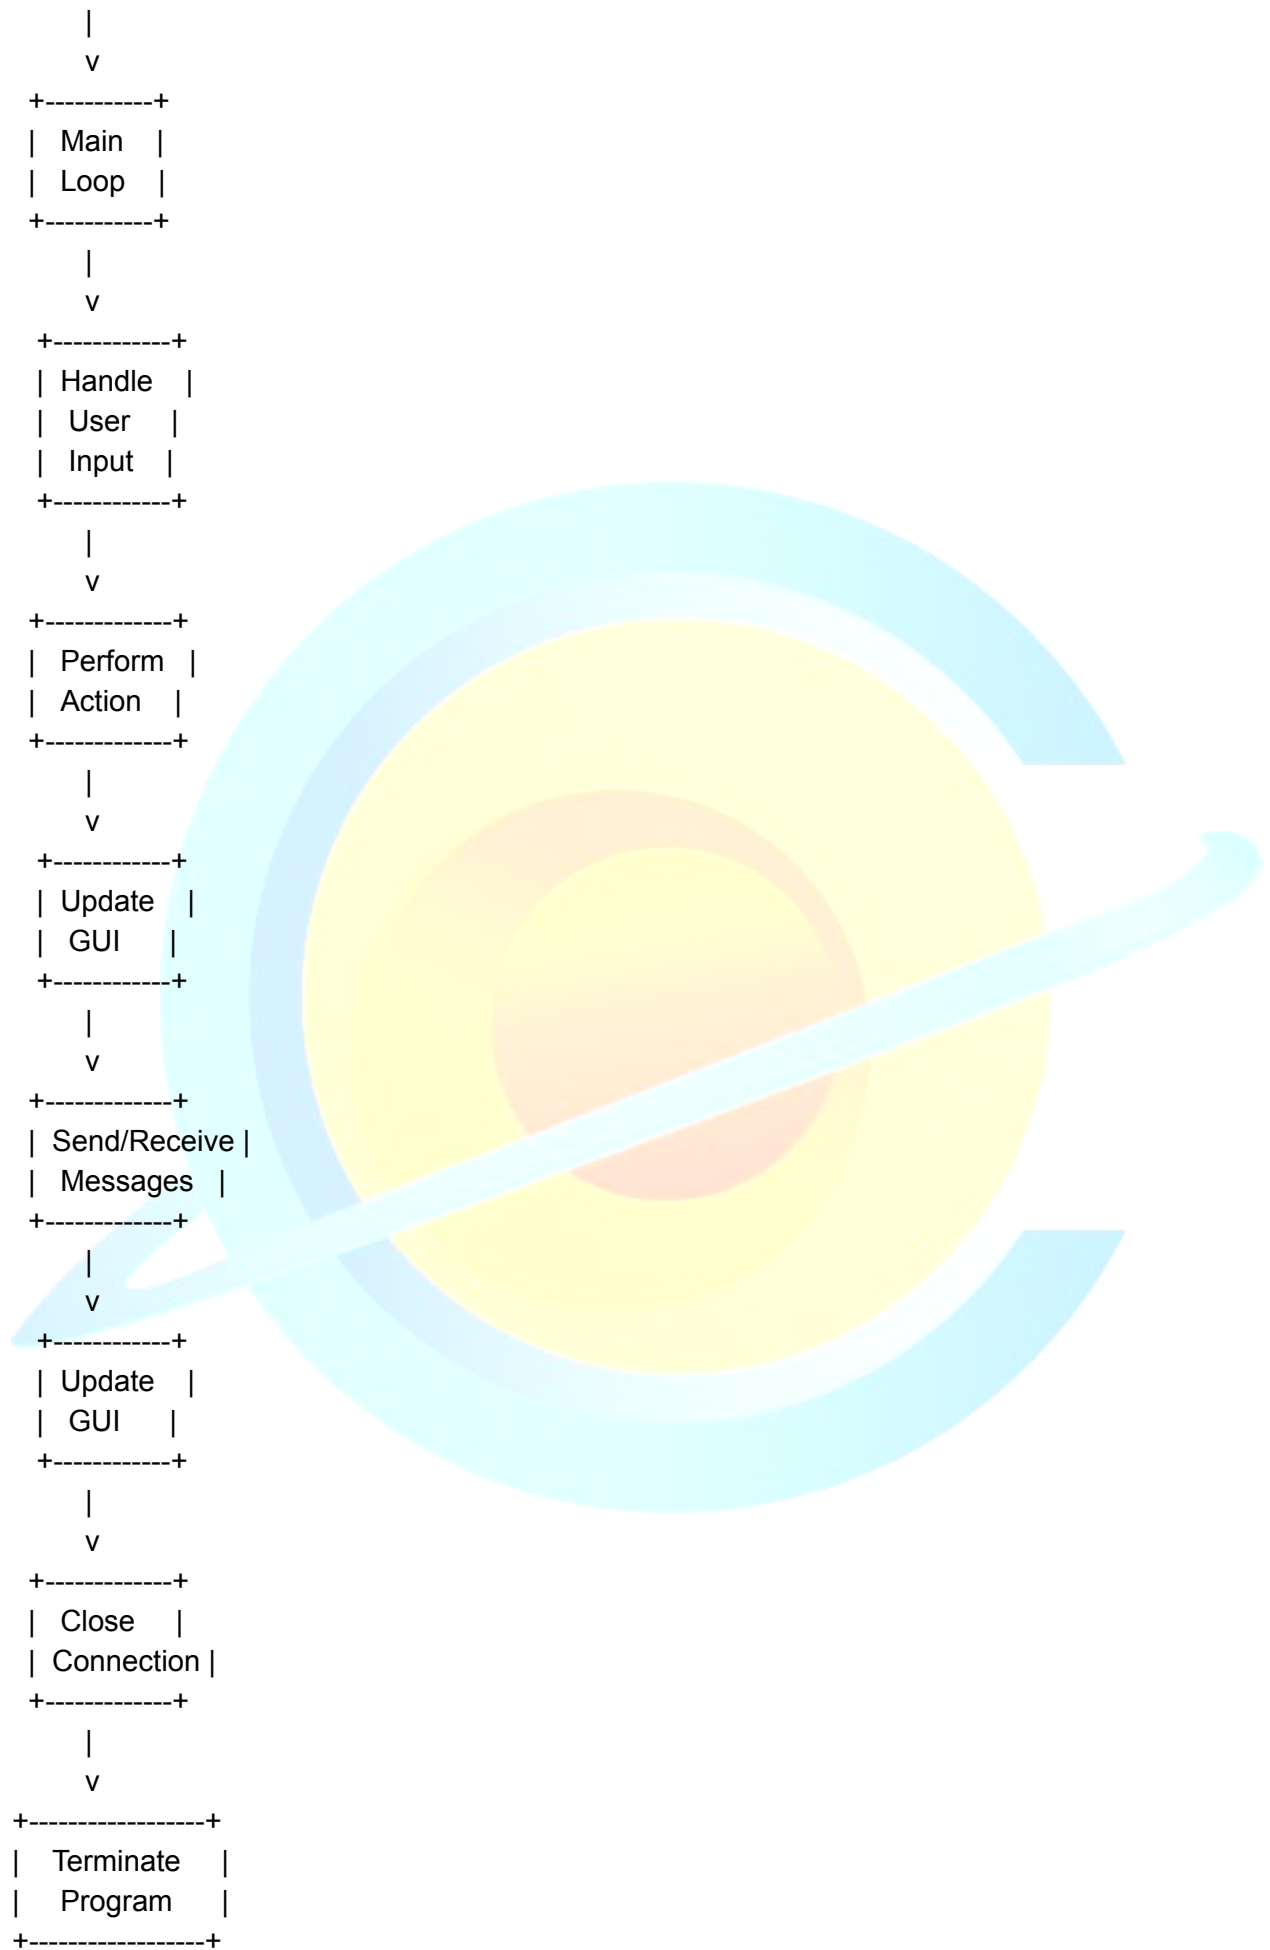 |
v
+-----------+
| Main |
| Loop |
+-----------+
|
v
+------------+
| Handle |
| User |
| Input |
+------------+
|
v
+-------------+
| Perform |
| Action |
+-------------+
|
v
+------------+
| Update |
| GUI |
+------------+
|
v
+-------------+
| Send/Receive |
| Messages |
+-------------+
|
v
+------------+
| Update |
| GUI |
+------------+
|
v
+-------------+
| Close |
| Connection |
+-------------+
|
v
+------------------+
| Terminate |
| Program |
+------------------+